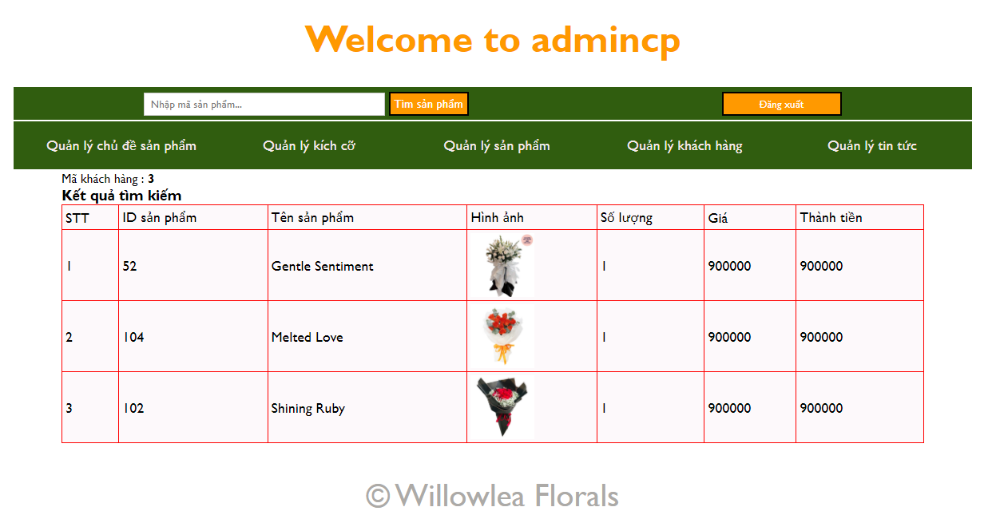 Welcome to admincp
Nhập mã sản phẩm... Tìm sản phẩm Đăng xuất
Quản lý chủ đề sản phẩm Quản lý kích cỡ Quản lý sản phẩm Quản lý khách hàng Quản lý tin tức
Mã khách hàng : 3
Kết quả tìm kiếm
STT ID sản phẩm Tên sản phẩm Hình ảnh Số lượng Giá Thành tiền
1 52 Gentle Sentiment 1 900000 900000
2 104 Melted Love 1 900000 900000
3 102 Shining Ruby 1 900000 900000
©Willowlea Florals